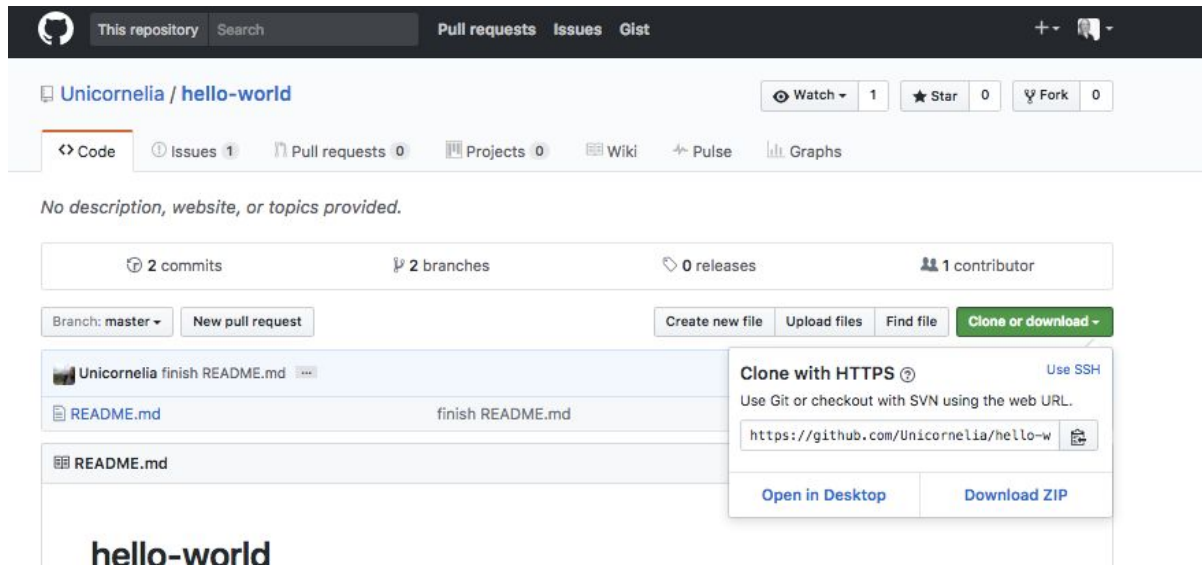 This repository Search Pull requests Issues Gist
Unicornelia / hello-world Watch 1 Star 0 Fork 0
Code Issues 1 Pull requests 0 Projects 0 Wiki Pulse Graphs
No description, website, or topics provided.
2 commits 2 branches 0 releases 1 contributor
Branch: master New pull request Create new file Upload files Find file Clone or download
Unicornelia finish README.md
README.md finish README.md
README.md
hello-world
Clone with HTTPS Use SSH
Use Git or checkout with SVN using the web URL.
https://github.com/Unicornelia/hello-w
Open in Desktop Download ZIP